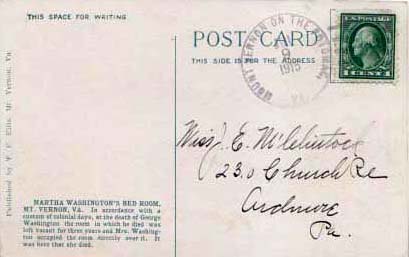 THIS SPACE FOR WRITING
POST CARD
THIS SIDE IS FOR THE ADDRESS
MOUNT VERNON ON THE POTOMAC
9
1915
VA.
U.S. POSTAGE
1 CENT 1
Miss J. E. McClintock
230 Church Re
Ardmore
Pa.
Published by F. E. Ellis, Mt. Vernon, Va.
MARTHA WASHINGTON'S BED ROOM,
MT. VERNON, VA. In accordance with a
custom of colonial days, at the death of George
Washington the room in which he died was
left vacant for three years and Mrs. Washing-
ton occupied the room directly over it. It
was here that she died.